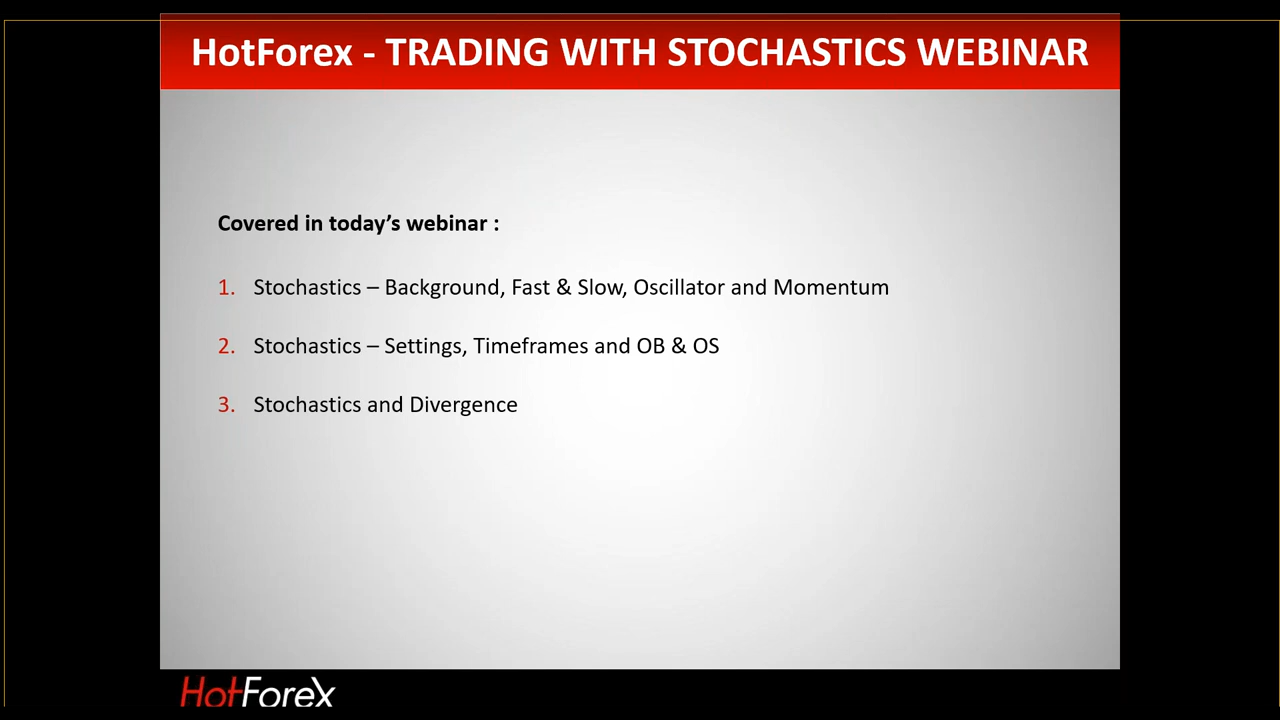 HotForex - TRADING WITH STOCHASTICS WEBINAR
Covered in today’s webinar :
1. Stochastics – Background, Fast & Slow, Oscillator and Momentum
2. Stochastics – Settings, Timeframes and OB & OS
3. Stochastics and Divergence
HotForex